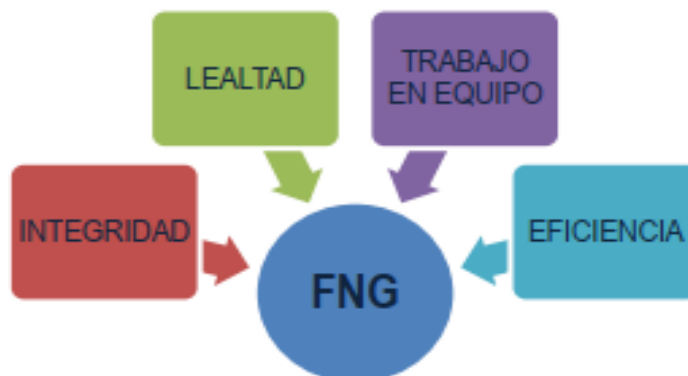 LEALTAD
TRABAJO
EN EQUIPO
INTEGRIDAD
EFICIENCIA
FNG